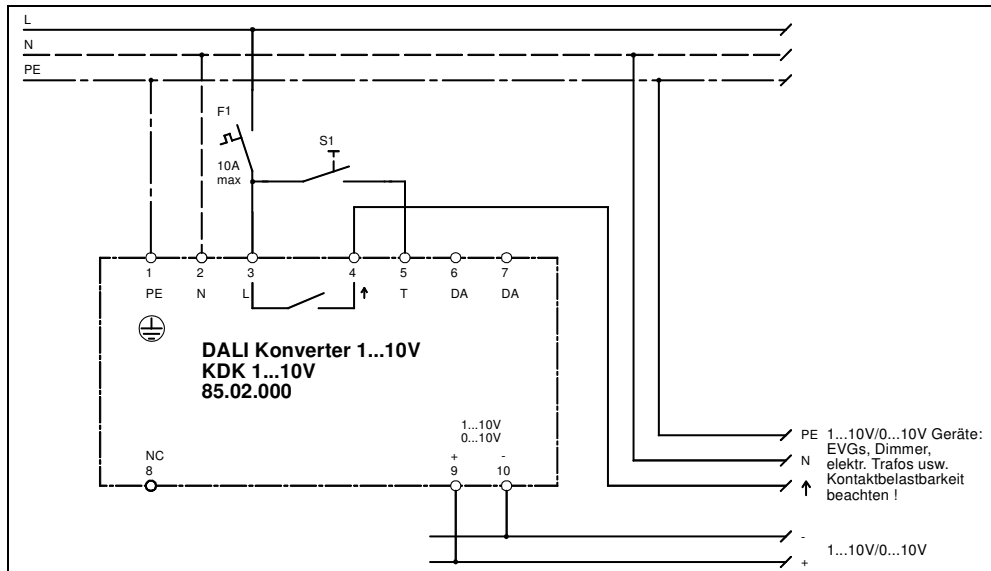 L
N
PE
F1
10A
max
S1
1 2 3 4 5 6 7
PE N L ↑ T DA DA
DALI Konverter 1...10V
KDK 1...10V
85.02.000
1...10V
0...10V
NC + -
8 9 10
PE 1...10V/0...10V Geräte:
EVGs, Dimmer,
N elektr. Trafos usw.
Kontaktbelastbarkeit
↑ beachten !
-
1...10V/0...10V
+